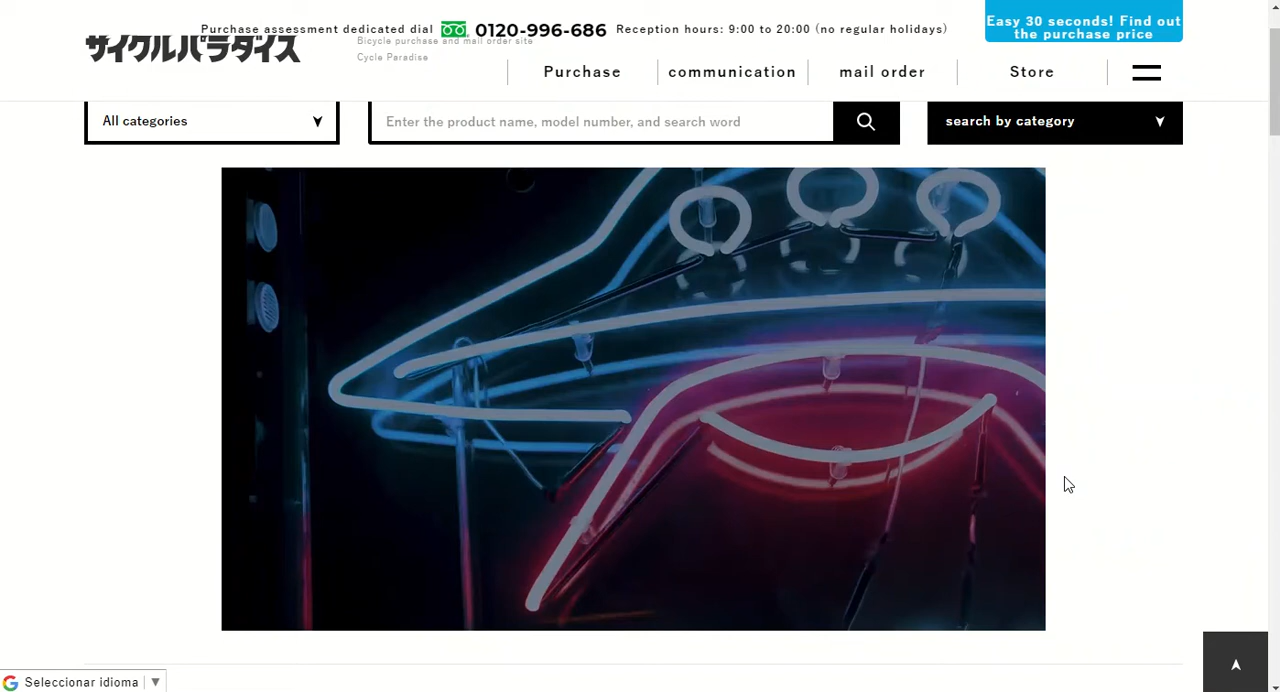 Purchase assessment dedicated dial 0120-996-686 Reception hours: 9:00 to 20:00 (no regular holidays)
Easy 30 seconds! Find out
the purchase price
サイクルパラダイス
Bicycle purchase and mail order site
Cycle Paradise
Purchase
communication
mail order
Store
All categories
Enter the product name, model number, and search word
search by category
Seleccionar idioma